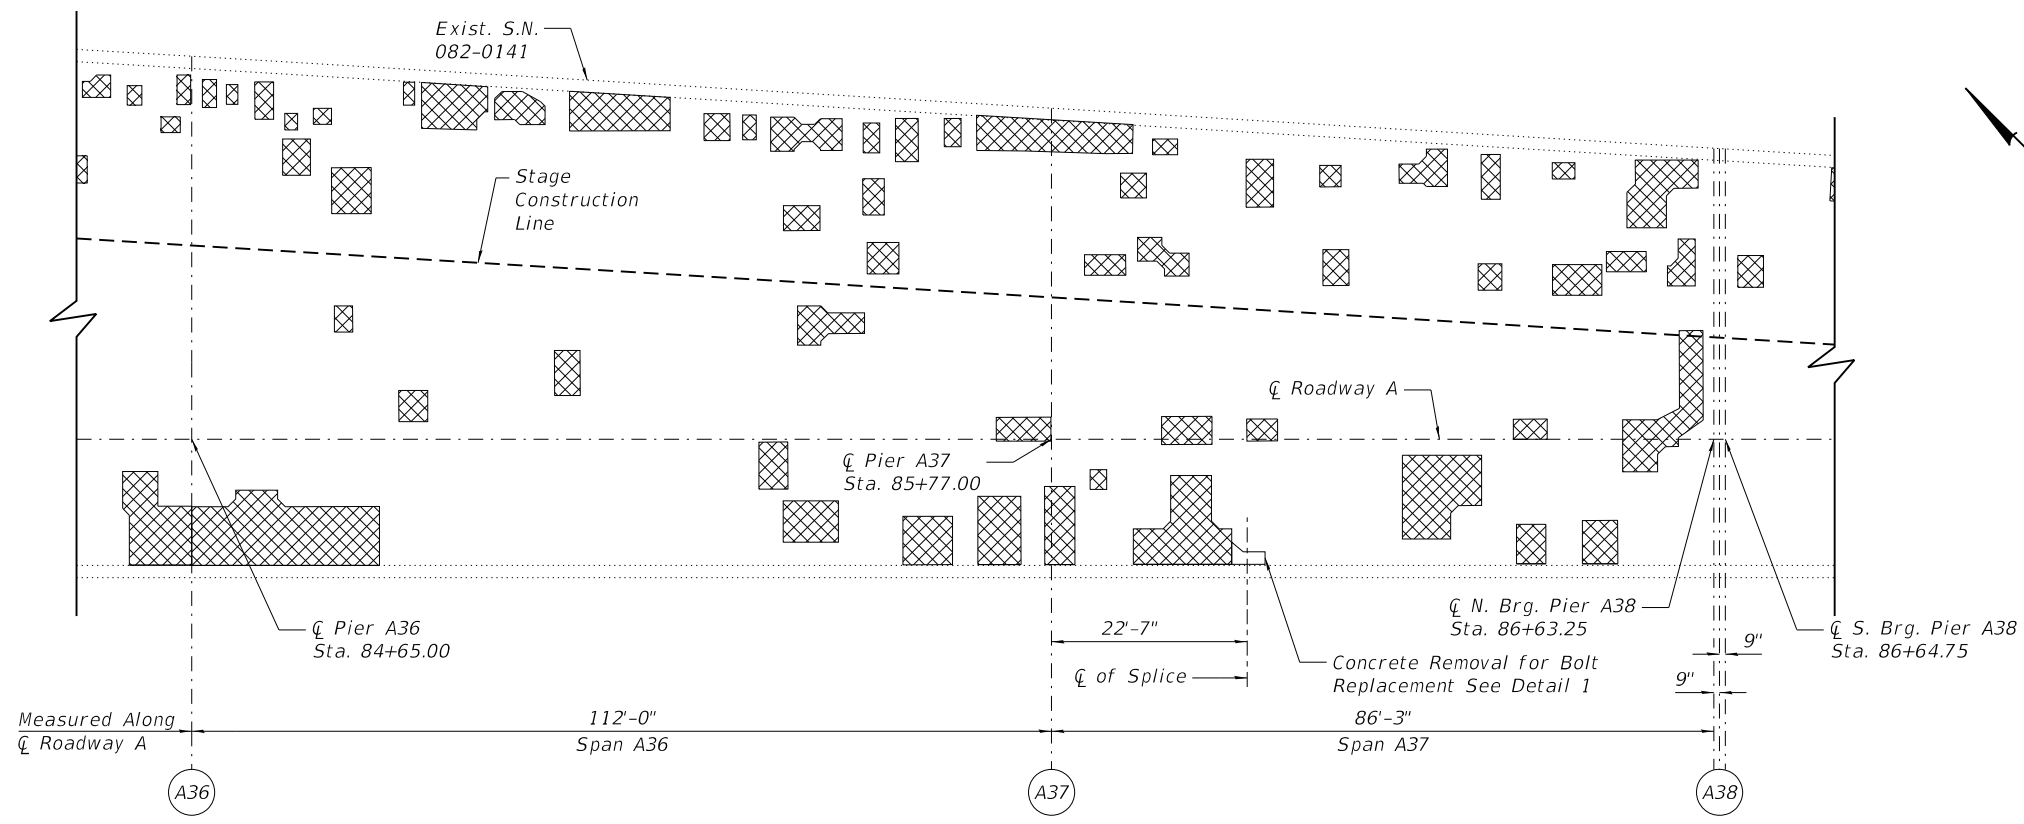 Exist. S.N.
082-0141
Stage
Construction
Line
℄ Roadway A
℄ Pier A37
Sta. 85+77.00
℄ Pier A36
Sta. 84+65.00
℄ N. Brg. Pier A38
Sta. 86+63.25
℄ S. Brg. Pier A38
Sta. 86+64.75
22'-7"
℄ of Splice
Concrete Removal for Bolt
Replacement See Detail 1
9"
9"
Measured Along
℄ Roadway A
112'-0"
Span A36
86'-3"
Span A37
A36
A37
A38